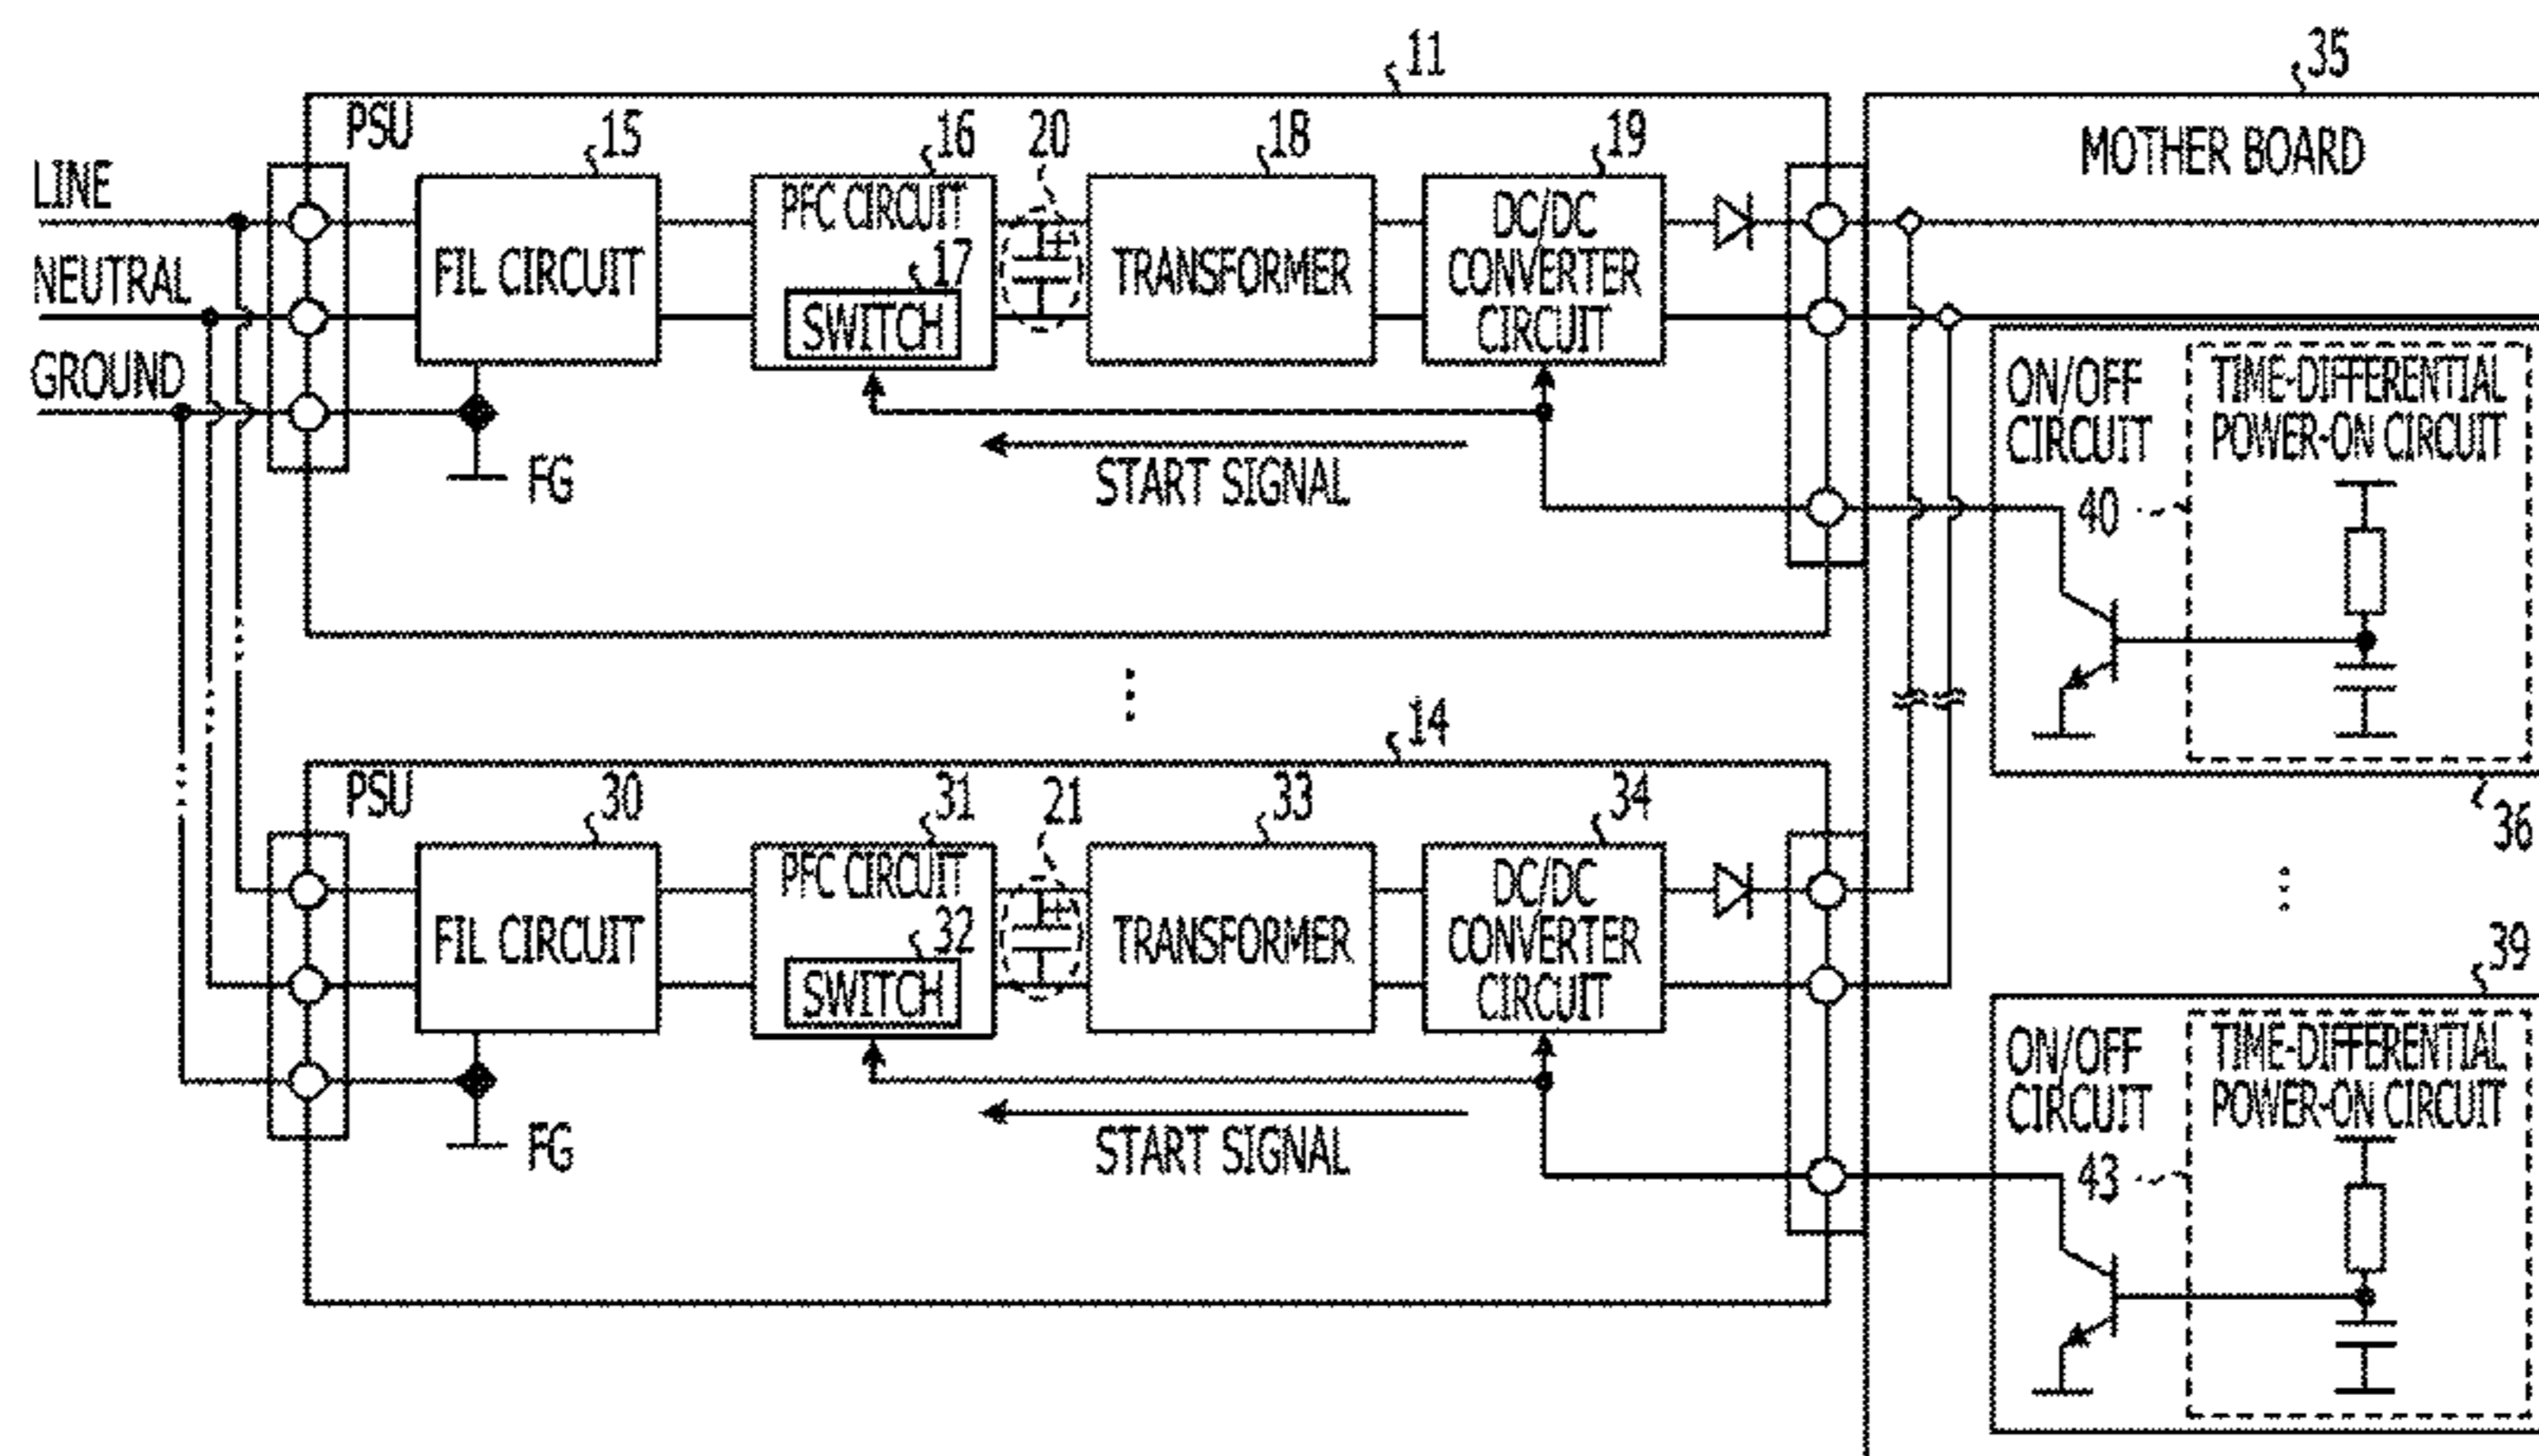 11
35
PSU
15
16
20
18
19
MOTHER BOARD
LINE
NEUTRAL
GROUND
FIL CIRCUIT
PFC CIRCUIT
17
SWITCH
+
TRANSFORMER
DC/DC
CONVERTER
CIRCUIT
START SIGNAL
FG
ON/OFF
CIRCUIT
TIME-DIFFERENTIAL
POWER-ON CIRCUIT
40
36
14
PSU
30
31
21
33
34
FIL CIRCUIT
PFC CIRCUIT
32
SWITCH
+
TRANSFORMER
DC/DC
CONVERTER
CIRCUIT
START SIGNAL
FG
39
ON/OFF
CIRCUIT
TIME-DIFFERENTIAL
POWER-ON CIRCUIT
43